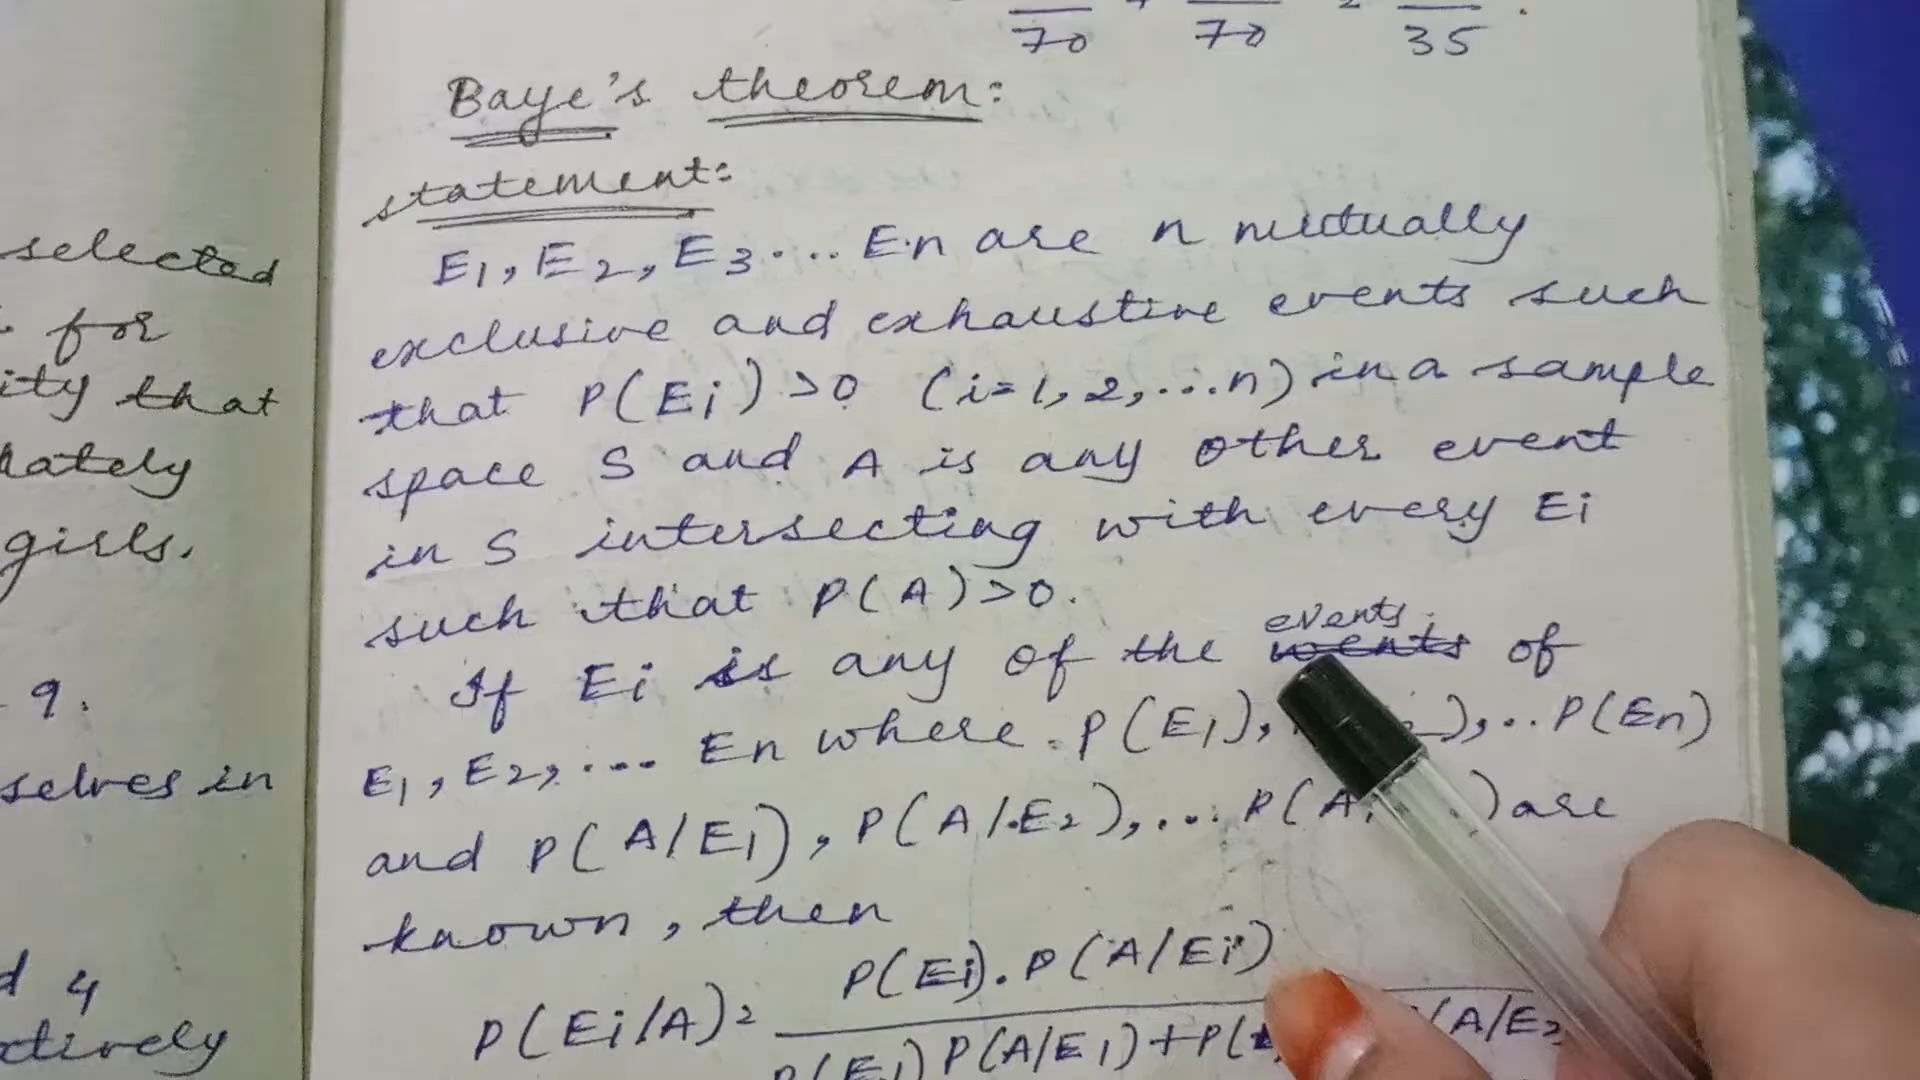 70 + 70 = 35.
Baye's theorem:
statement:
E1, E2, E3.... En are n mutually
exclusive and exhaustive events such
that P(Ei) >0 (i=1, 2, ...n) in a sample
space S and A is any other event
in S intersecting with every Ei
such that P(A)>0.
events
If Ei is any of the of
E1, E2, ... En where P(E1), ),.. P(En)
and P(A/E1), P(A/E2),... P(A ) are
known, then
P(Ei).P(A/Ei)
P(Ei/A)=
P(E1) P(A/E1)+P( (A/E2
selected
for
ity that
nately
girls.
9.
selves in
d 4
ctively